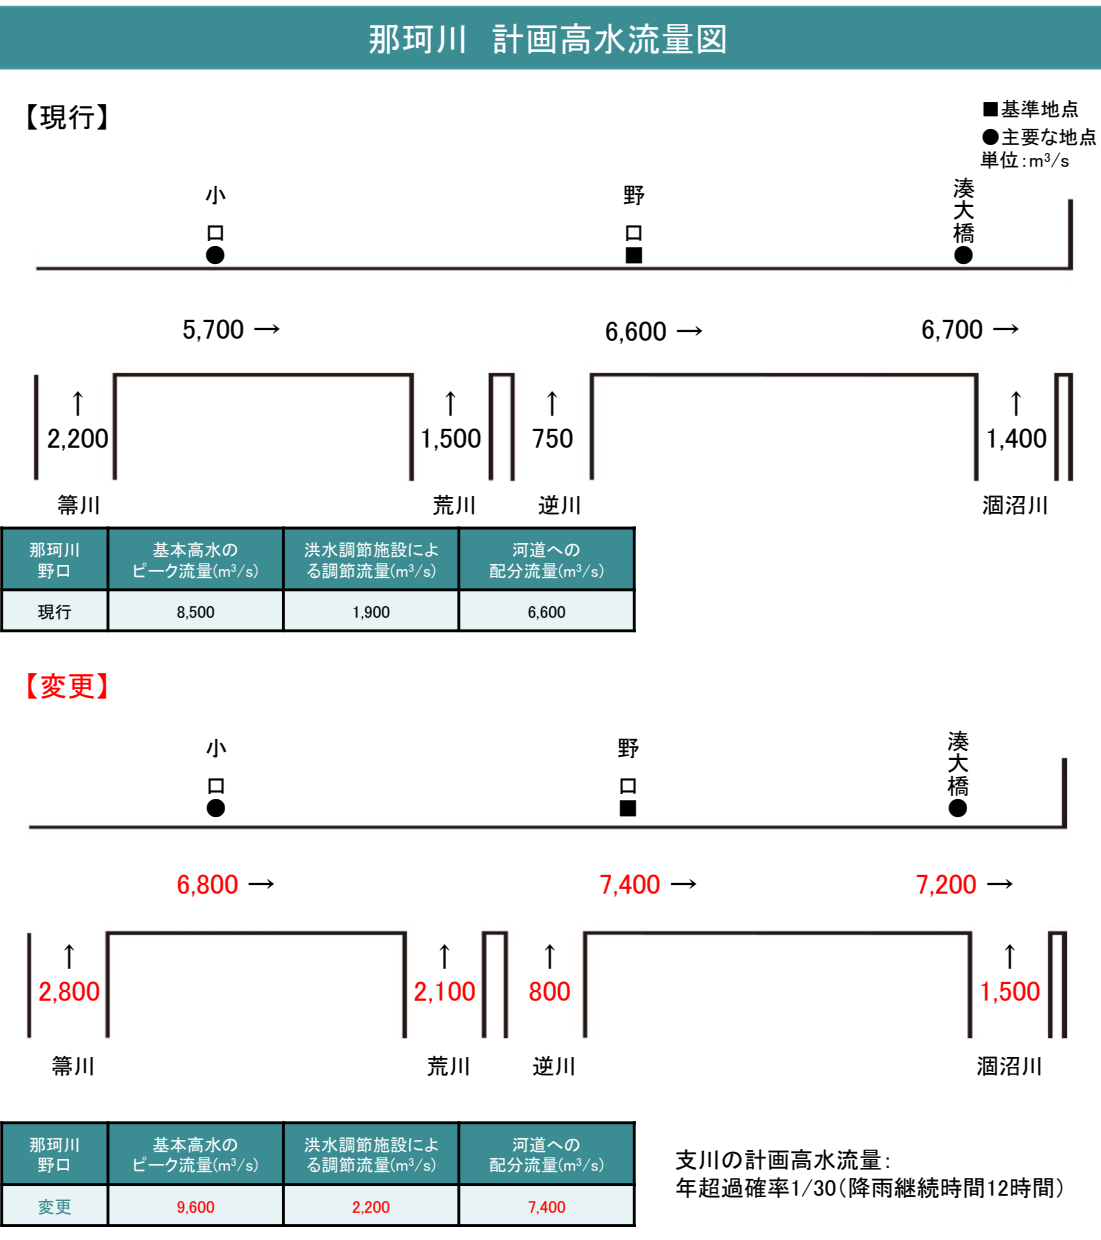 那珂川　計画高水流量図
【現行】
■基準地点
●主要な地点
単位：m³/s
小口
野口
湊大橋
5,700 →
6,600 →
6,700 →
↑
↑
↑
↑
2,200
1,500
750
1,400
箒川
荒川
逆川
涸沼川
那珂川 野口
基本高水の ピーク流量(m³/s)
洪水調節施設によ る調節流量(m³/s)
河道への 配分流量(m³/s)
現行
8,500
1,900
6,600
【変更】
小口
野口
湊大橋
6,800 →
7,400 →
7,200 →
↑
↑
↑
↑
2,800
2,100
800
1,500
箒川
荒川
逆川
涸沼川
那珂川 野口
基本高水の ピーク流量(m³/s)
洪水調節施設によ る調節流量(m³/s)
河道への 配分流量(m³/s)
変更
9,600
2,200
7,400
支川の計画高水流量：
年超過確率1/30（降雨継続時間12時間）